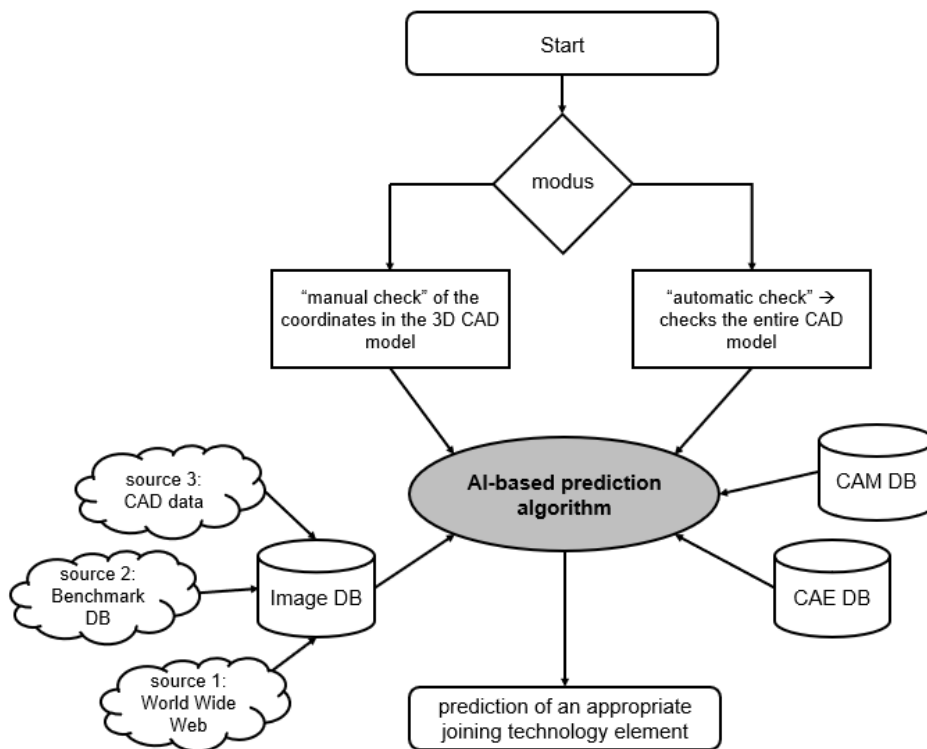 Start
modus
“manual check” of the
coordinates in the 3D CAD
model
“automatic check” →
checks the entire CAD
model
AI-based prediction
algorithm
CAM DB
CAE DB
source 3:
CAD data
source 2:
Benchmark
DB
Image DB
source 1:
World Wide
Web
prediction of an appropriate
joining technology element